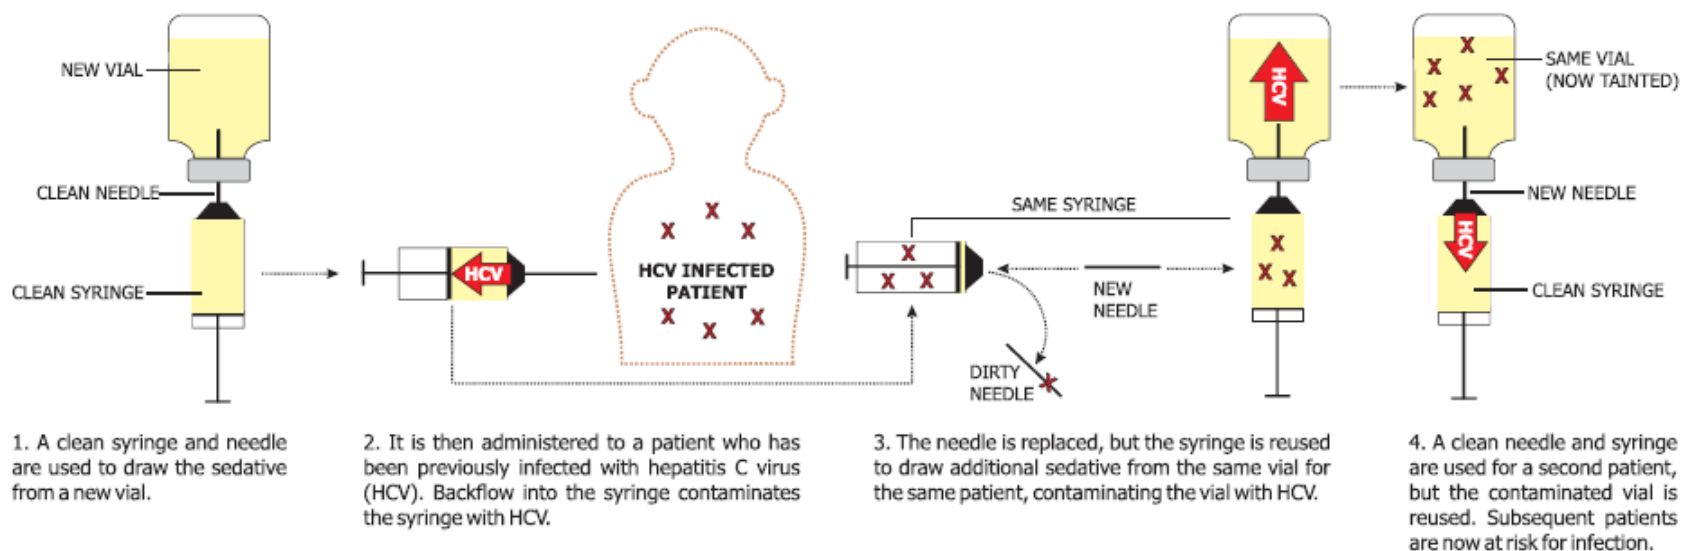 NEW VIAL
CLEAN NEEDLE
CLEAN SYRINGE
HCV
HCV INFECTED
PATIENT
SAME SYRINGE
NEW
NEEDLE
DIRTY
NEEDLE
HCV
SAME VIAL
(NOW TAINTED)
NEW NEEDLE
HCV
CLEAN SYRINGE
1. A clean syringe and needle
are used to draw the sedative
from a new vial.
2. It is then administered to a patient who has
been previously infected with hepatitis C virus
(HCV). Backflow into the syringe contaminates
the syringe with HCV.
3. The needle is replaced, but the syringe is reused
to draw additional sedative from the same vial for
the same patient, contaminating the vial with HCV.
4. A clean needle and syringe
are used for a second patient,
but the contaminated vial is
reused. Subsequent patients
are now at risk for infection.